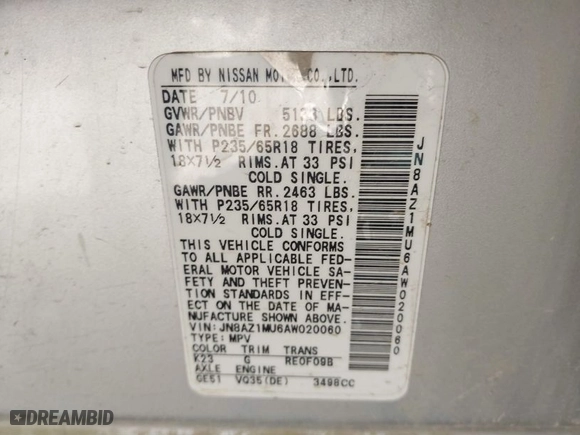 MFD BY NISSAN MOTOR CO.,LTD.
DATE 7/10
GVWR/PNBV LBS.
GAWR/PNBE FR. 2688 LBS.
WITH P235/65R18 TIRES,
18×7½ RIMS.AT 33 PSI
COLD SINGLE.
GAWR/PNBE RR. 2463 LBS.
WITH P235/65R18 TIRES,
18×7½ RIMS.AT 33 PSI
COLD SINGLE.
THIS VEHICLE CONFORMS
TO ALL APPLICABLE FED-
ERAL MOTOR VEHICLE SA-
FETY AND THEFT PREVEN-
TION STANDARDS IN EFF-
ECT ON THE DATE OF MA-
NUFACTURE SHOWN ABOVE.
VIN: JN8AZ1MU6AW020060
TYPE: MPV
COLOR TRIM TRANS
K23 G RE0F09B
AXLE ENGINE
GE51 VQ35(DE) 3498CC
JN8AZ1MU6AW020060
DREAMBID